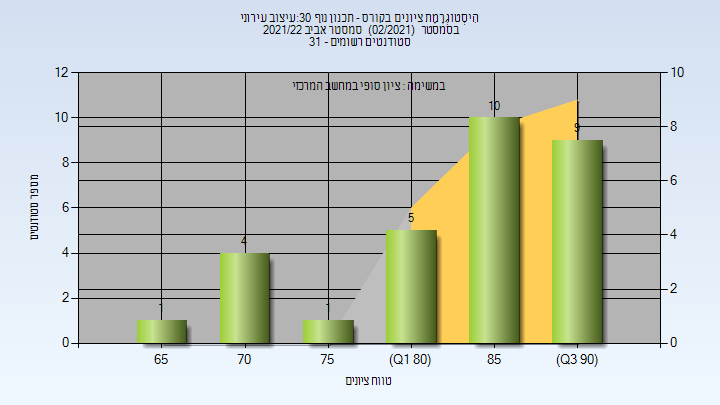 היסטוגרמת ציונים בקורס - תכנון נוף 30:עיצוב עירוני
בסמסטר (02/2021) סמסטר אביב 2021/22
סטודנטים רשומים - 31
במשימה : ציון סופי במחשב המרכזי
12
10
8
6
4
2
0
10
8
6
4
2
0
מספר סטודנטים
1
4
1
5
10
9
65
70
75
(Q1 80)
85
(Q3 90)
טווח ציונים